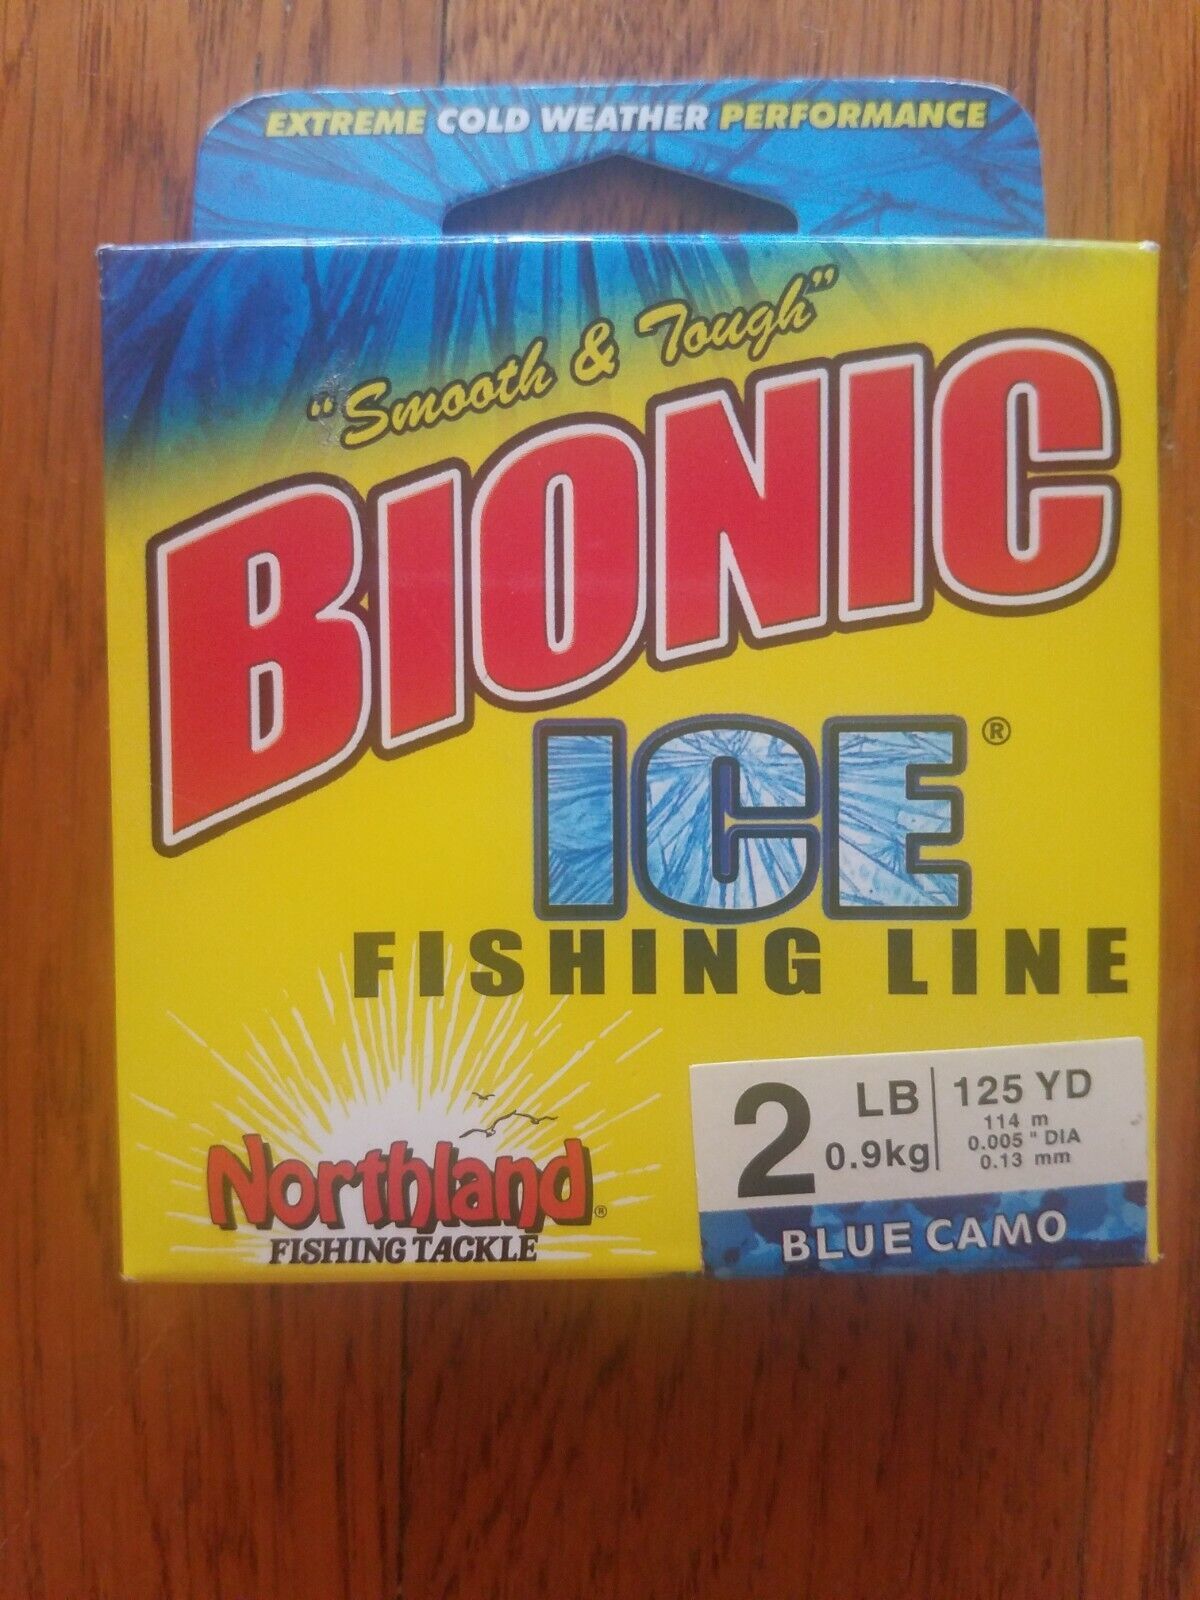 EXTREME COLD WEATHER PERFORMANCE
"Smooth & Tough"
BIONIC
ICE®
FISHING LINE
Northland®
FISHING TACKLE
2 LB
0.9kg
125 YD
114 m
0.005" DIA
0.13 mm
BLUE CAMO